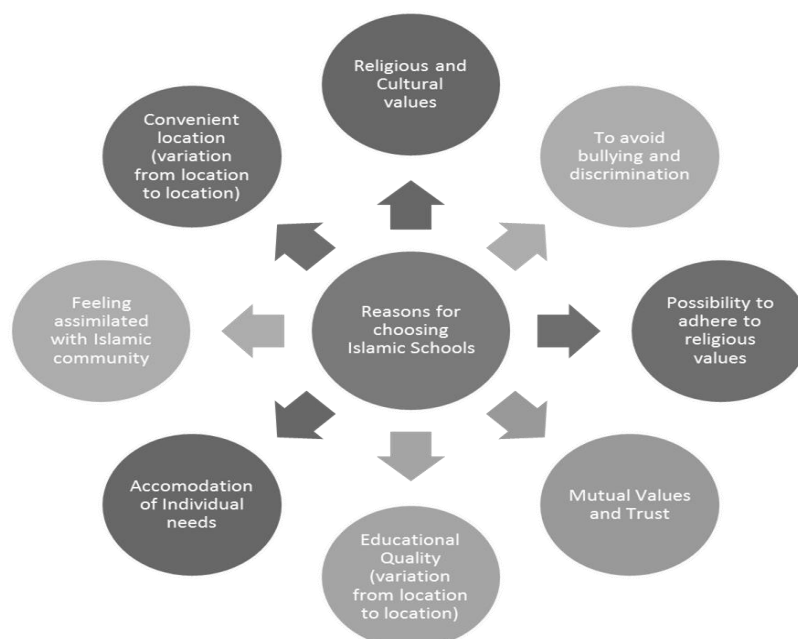 Religious and
Cultural
values
To avoid
bullying and
discrimination
Possibility to
adhere to
religious
values
Mutual Values
and Trust
Educational
Quality
(variation
from location
to location)
Accomodation
of Individual
needs
Feeling
assimilated
with Islamic
community
Convenient
location
(variation
from location
to location)
Reasons for
choosing
Islamic Schools